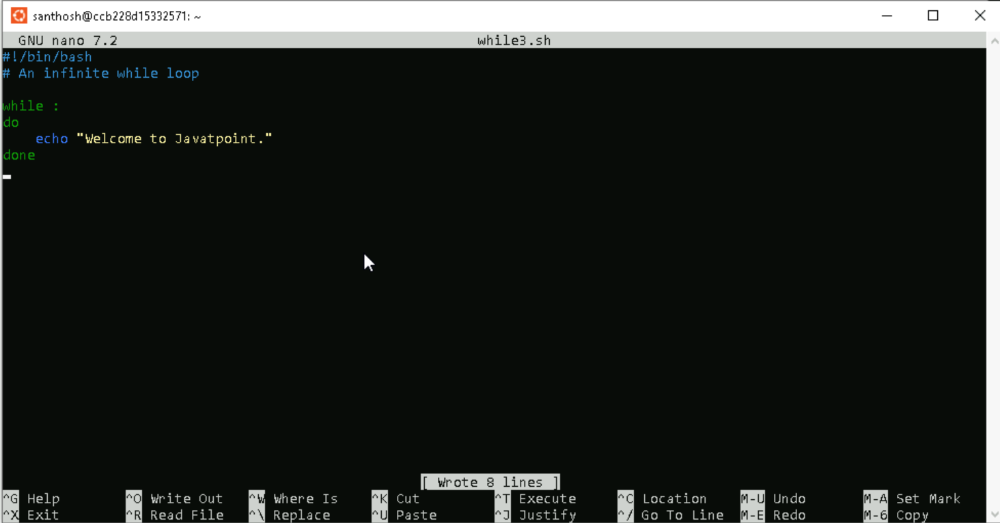 santhosh@ccb228d15332571: ~
GNU nano 7.2 while3.sh
#!/bin/bash
# An infinite while loop

while :
do
    echo "Welcome to Javatpoint."
done

[ Wrote 8 lines ]
^G Help ^O Write Out ^W Where Is ^K Cut ^T Execute ^C Location M-U Undo M-A Set Mark
^X Exit ^R Read File ^\ Replace ^U Paste ^J Justify ^/ Go To Line M-E Redo M-6 Copy